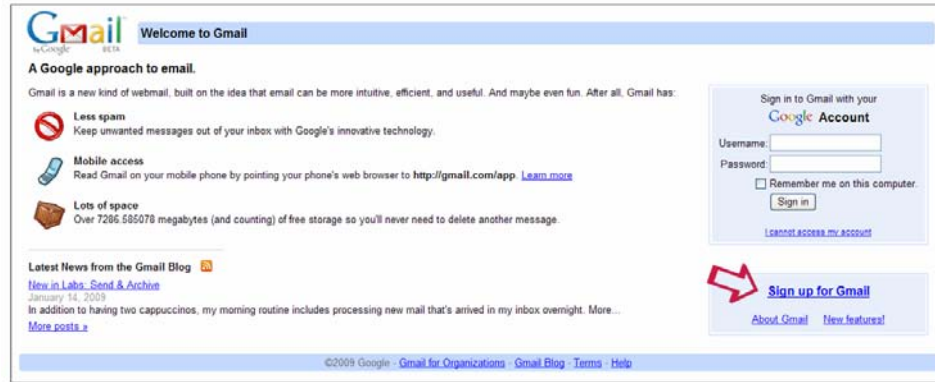 Gmail
by Google BETA
Welcome to Gmail
A Google approach to email.
Gmail is a new kind of webmail, built on the idea that email can be more intuitive, efficient, and useful. And maybe even fun. After all, Gmail has:
Less spam
Keep unwanted messages out of your inbox with Google's innovative technology.
Mobile access
Read Gmail on your mobile phone by pointing your phone's web browser to http://gmail.com/app. Learn more
Lots of space
Over 7286.585078 megabytes (and counting) of free storage so you'll never need to delete another message.
Latest News from the Gmail Blog
New in Labs: Send & Archive
January 14, 2009
In addition to having two cappuccinos, my morning routine includes processing new mail that's arrived in my inbox overnight. More...
More posts »
Sign in to Gmail with your
Google Account
Username:
Password:
Remember me on this computer.
Sign in
I cannot access my account
Sign up for Gmail
About Gmail New features!
©2009 Google - Gmail for Organizations - Gmail Blog - Terms - Help